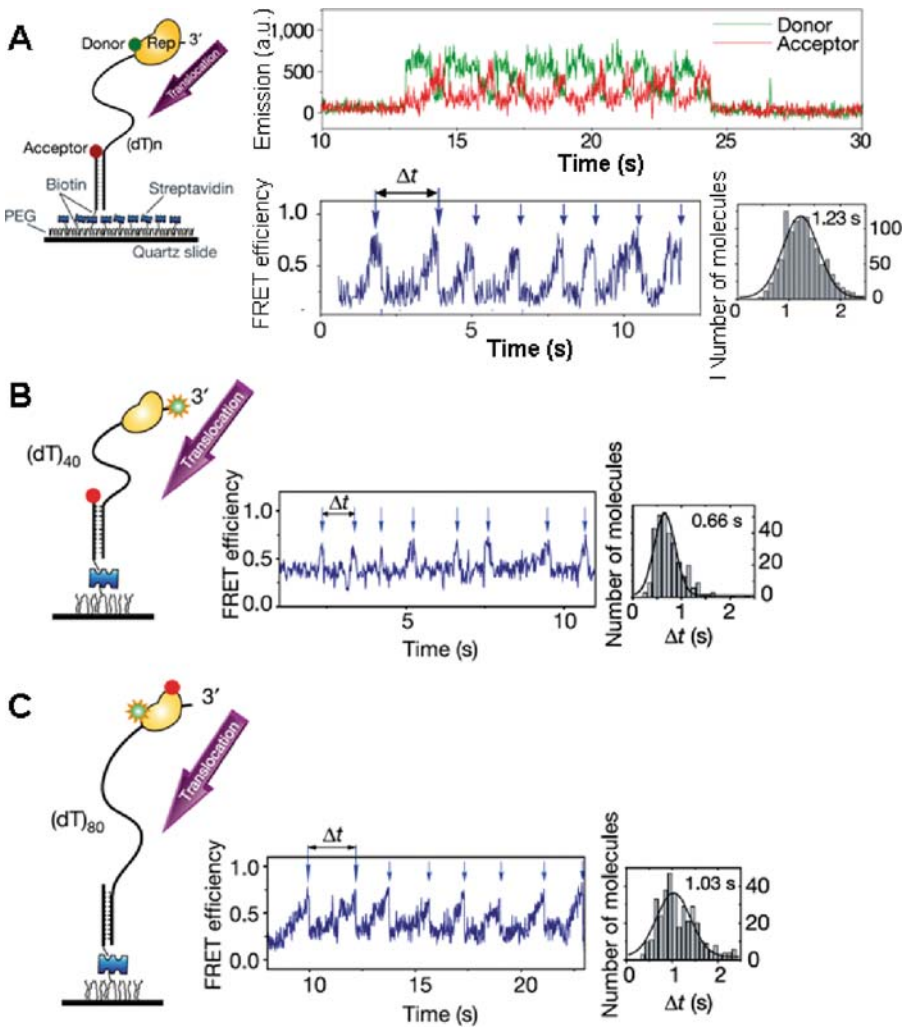 A
Donor
Rep
3′
Translocation
Acceptor
(dT)n
Biotin
Streptavidin
PEG
Quartz slide
Emission (a.u.)
1,000
500
0
Donor
Acceptor
10 15 20 25 30
Time (s)
Δt
FRET efficiency
1.0
0.5
0 5 10
Time (s)
1.23 s
Number of molecules
100
50
0
0 1 2
B
3′
Translocation
(dT)40
FRET efficiency
1.0
0.5
0.0
Δt
5 10
Time (s)
Number of molecules
0.66 s
40
20
0
0 1 2
Δt (s)
C
3′
Translocation
(dT)80
Δt
FRET efficiency
1.0
0.5
0.0
10 15 20
Time (s)
Number of molecules
1.03 s
40
20
0
0 1 2
Δt (s)